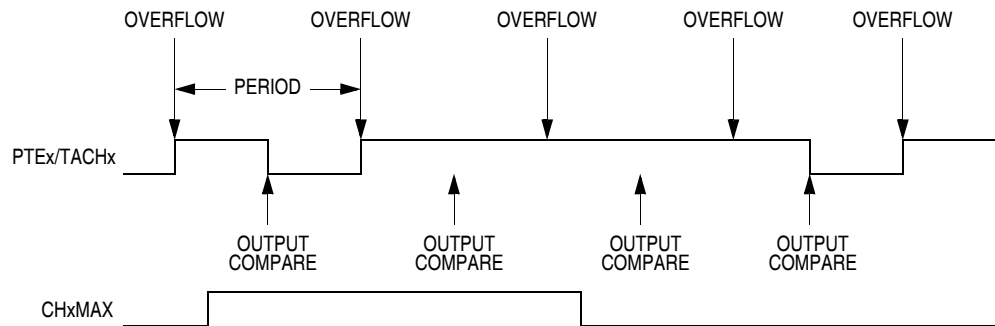 OVERFLOW OVERFLOW OVERFLOW OVERFLOW OVERFLOW
PERIOD
PTEx/TACHx
OUTPUT OUTPUT OUTPUT OUTPUT
COMPARE COMPARE COMPARE COMPARE
CHxMAX